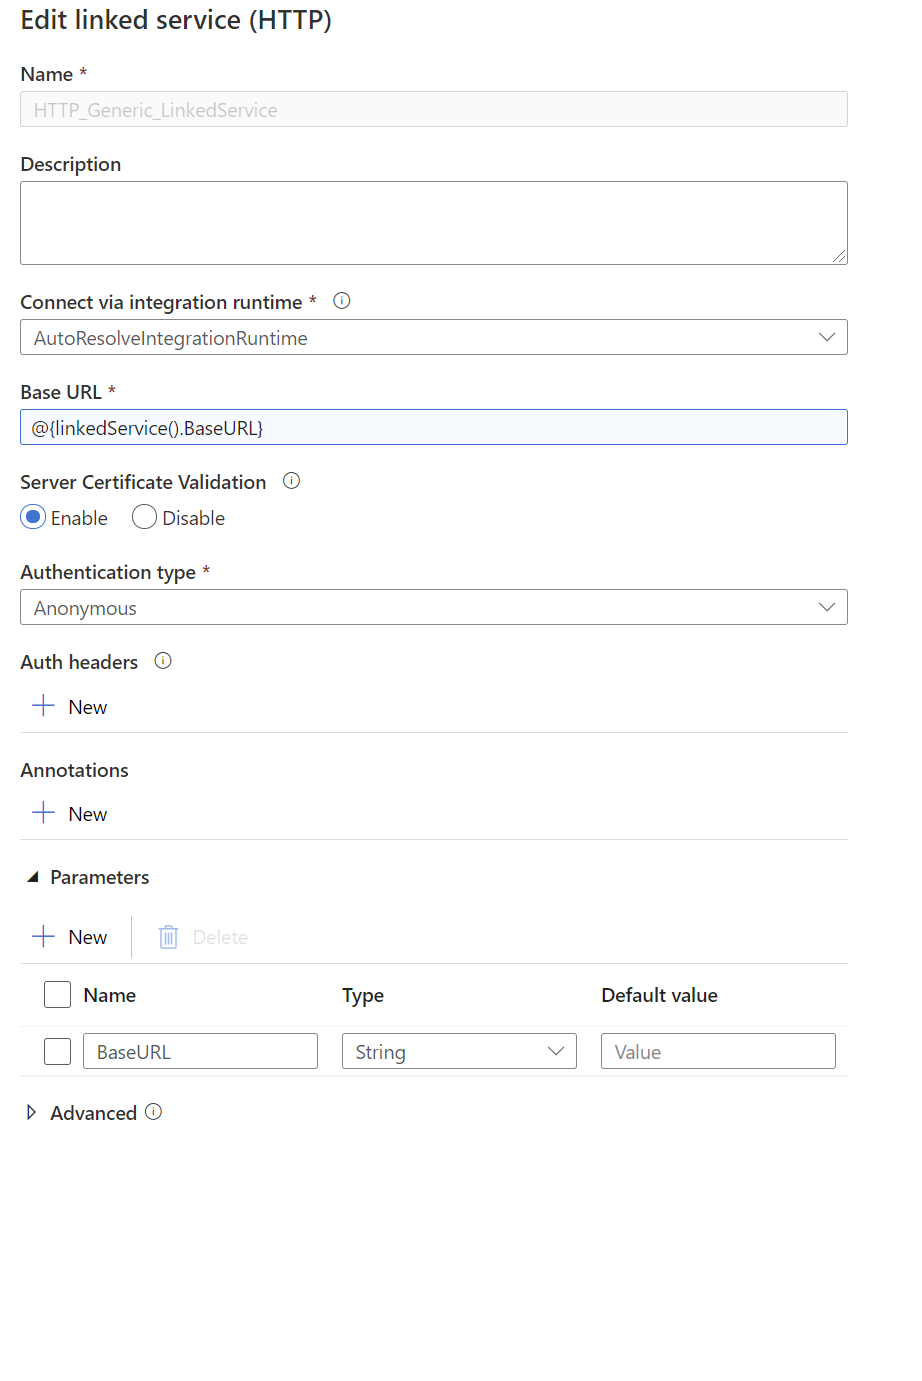 Edit linked service (HTTP)
Name *
HTTP_Generic_LinkedService
Description
Connect via integration runtime *
AutoResolveIntegrationRuntime
Base URL *
@{linkedService().BaseURL}
Server Certificate Validation
Enable Disable
Authentication type *
Anonymous
Auth headers
New
Annotations
New
Parameters
New Delete
Name Type Default value
BaseURL String Value
Advanced